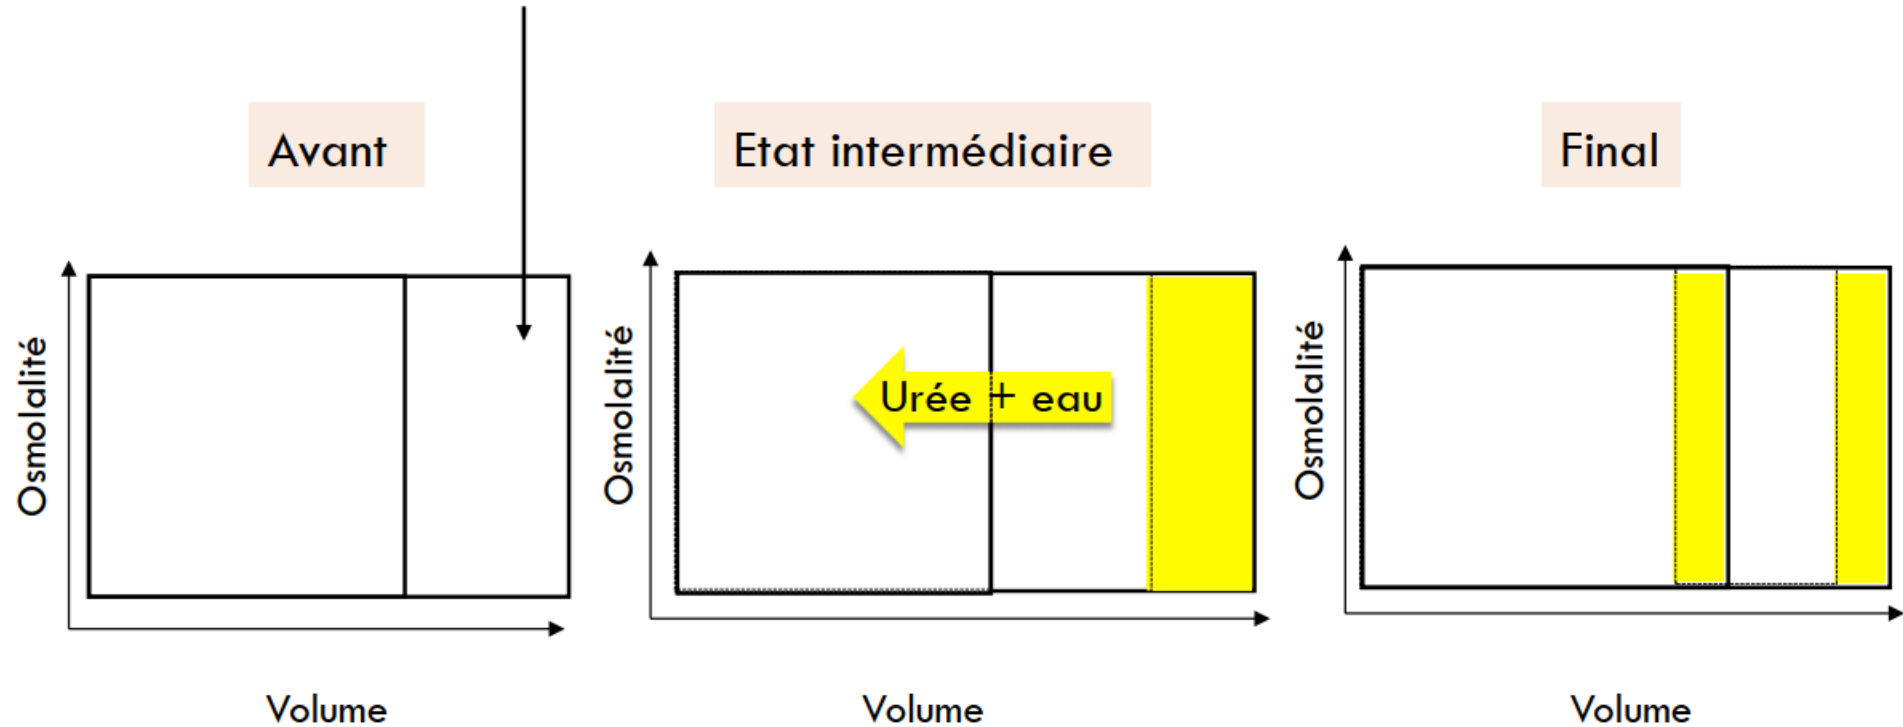 Avant
Etat intermédiaire
Final
Osmolalité
Osmolalité
Urée + eau
Osmolalité
Volume
Volume
Volume